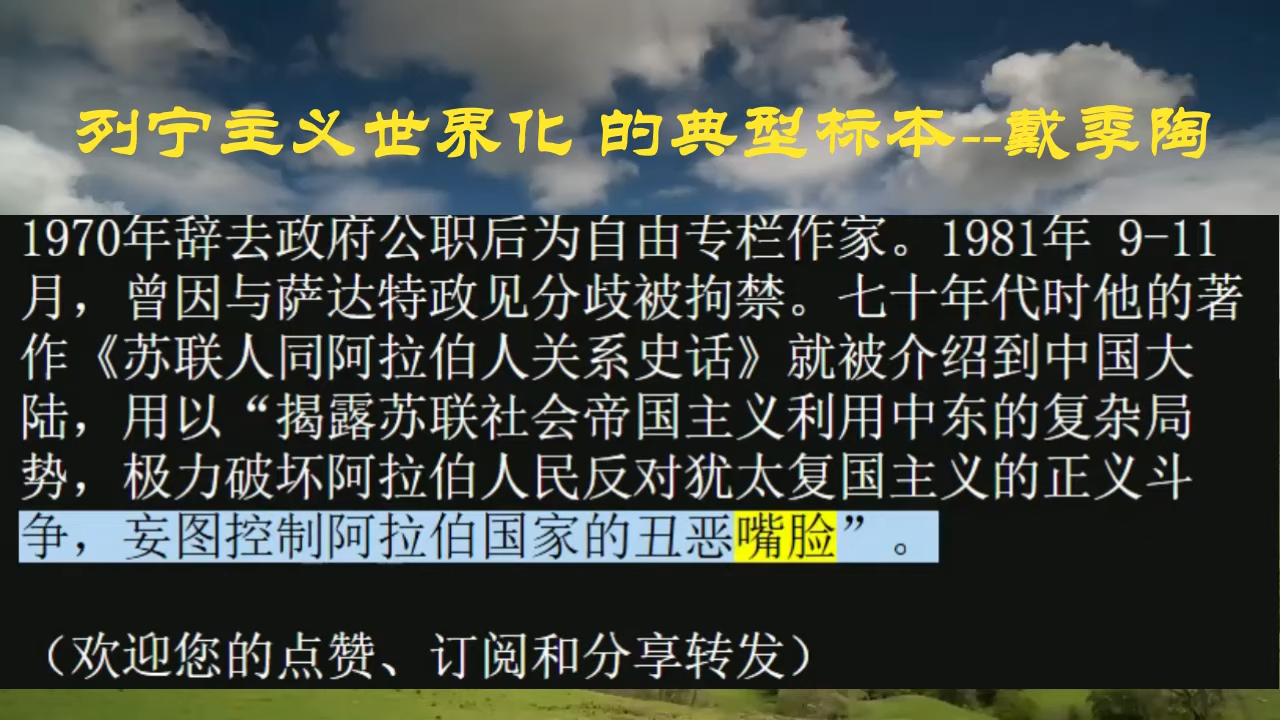 列宁主义世界化 的典型标本--戴季陶
1970年辞去政府公职后为自由专栏作家。1981年 9-11
月，曾因与萨达特政见分歧被拘禁。七十年代时他的著
作《苏联人同阿拉伯人关系史话》就被介绍到中国大
陆，用以“揭露苏联社会帝国主义利用中东的复杂局
势，极力破坏阿拉伯人民反对犹太复国主义的正义斗
争，妄图控制阿拉伯国家的丑恶嘴脸”。
（欢迎您的点赞、订阅和分享转发）